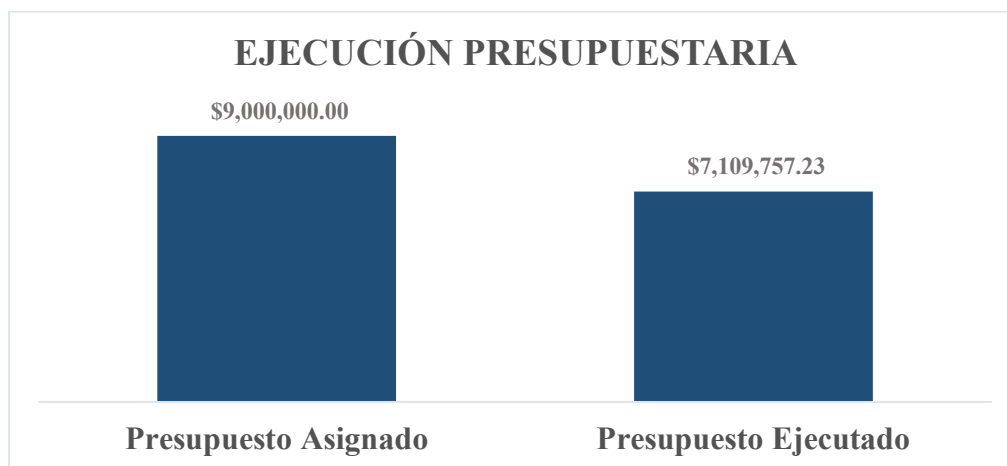 EJECUCIÓN PRESUPUESTARIA
$9,000,000.00
$7,109,757.23
Presupuesto Asignado
Presupuesto Ejecutado